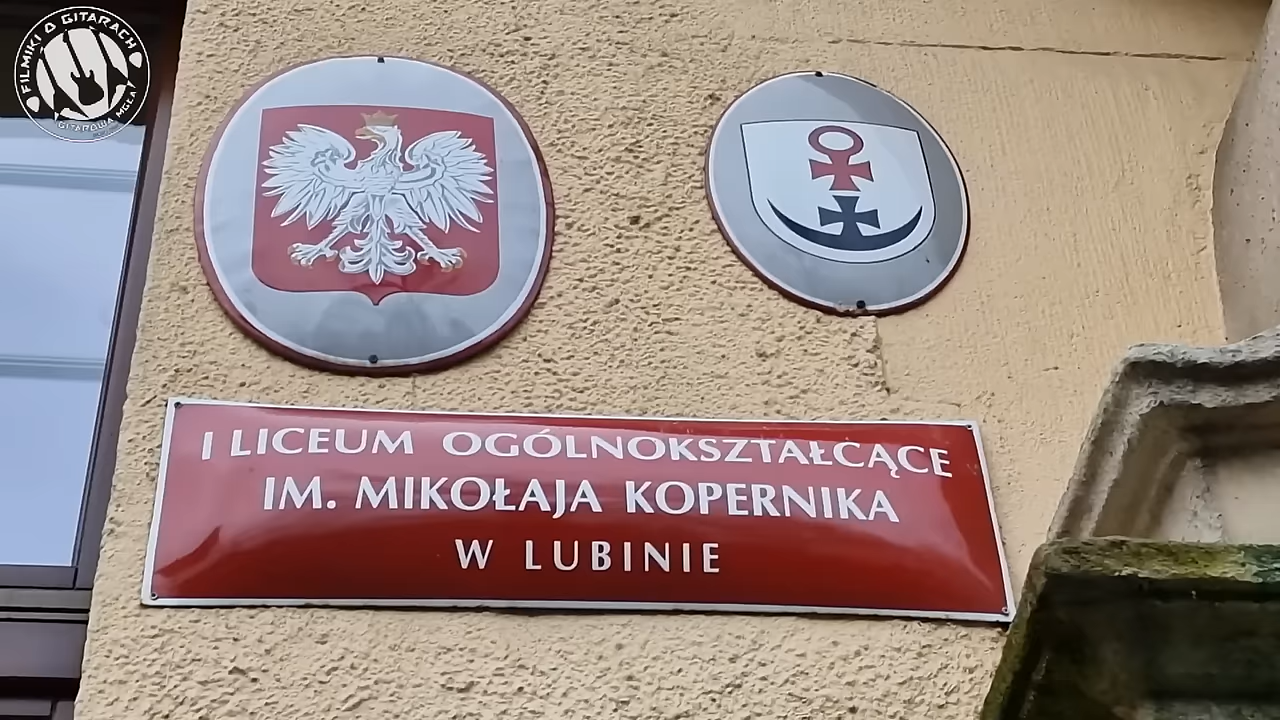 FILMIKI O GITARACH
GITAROWA MGŁA
I LICEUM OGÓLNOKSZTAŁCĄCE
IM. MIKOŁAJA KOPERNIKA
W LUBINIE